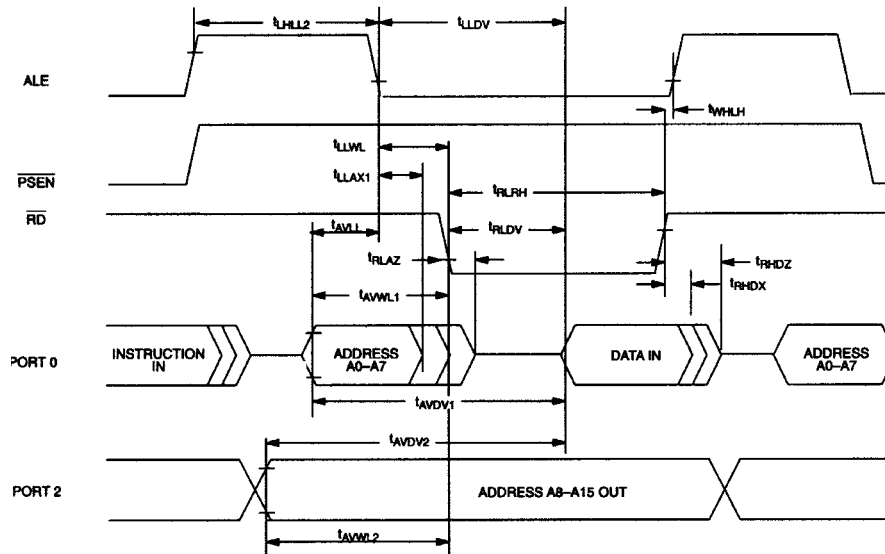 tLHLL2
tLLDV
ALE
tWHLH
tLLWL
PSEN
tLLAX1
tRLRH
RD
tAVLL
tRLDV
tRLAZ
tRHDZ
tRHDX
tAVWL1
PORT 0
INSTRUCTION
IN
ADDRESS
A0–A7
DATA IN
ADDRESS
A0–A7
tAVDV1
tAVDV2
PORT 2
ADDRESS A8–A15 OUT
tAVWL2